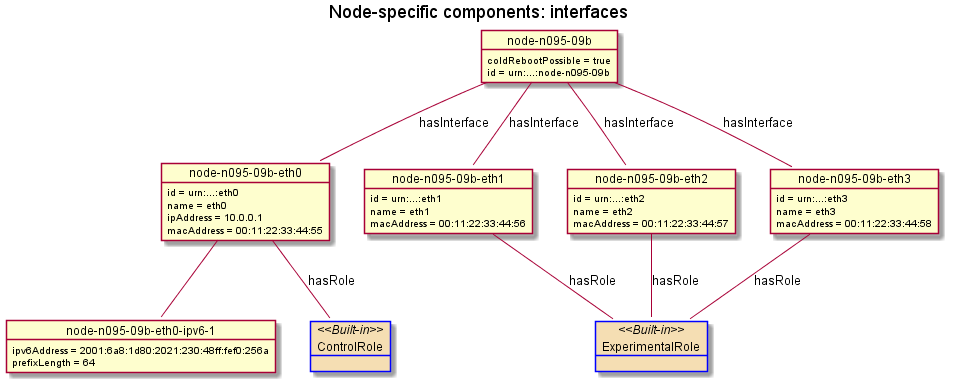 Node-specific components: interfaces
node-n095-09b
coldRebootPossible = true
id = urn:...:node-n095-09b
hasInterface
hasInterface
hasInterface
hasInterface
node-n095-09b-eth0
id = urn:...:eth0
name = eth0
ipAddress = 10.0.0.1
macAddress = 00:11:22:33:44:55
node-n095-09b-eth1
id = urn:...:eth1
name = eth1
macAddress = 00:11:22:33:44:56
node-n095-09b-eth2
id = urn:...:eth2
name = eth2
macAddress = 00:11:22:33:44:57
node-n095-09b-eth3
id = urn:...:eth3
name = eth3
macAddress = 00:11:22:33:44:58
hasRole
hasRole
hasRole
hasRole
node-n095-09b-eth0-ipv6-1
ipv6Address = 2001:6a8:1d80:2021:230:48ff:fef0:256a
prefixLength = 64
<<Built-in>>
ControlRole
<<Built-in>>
ExperimentalRole